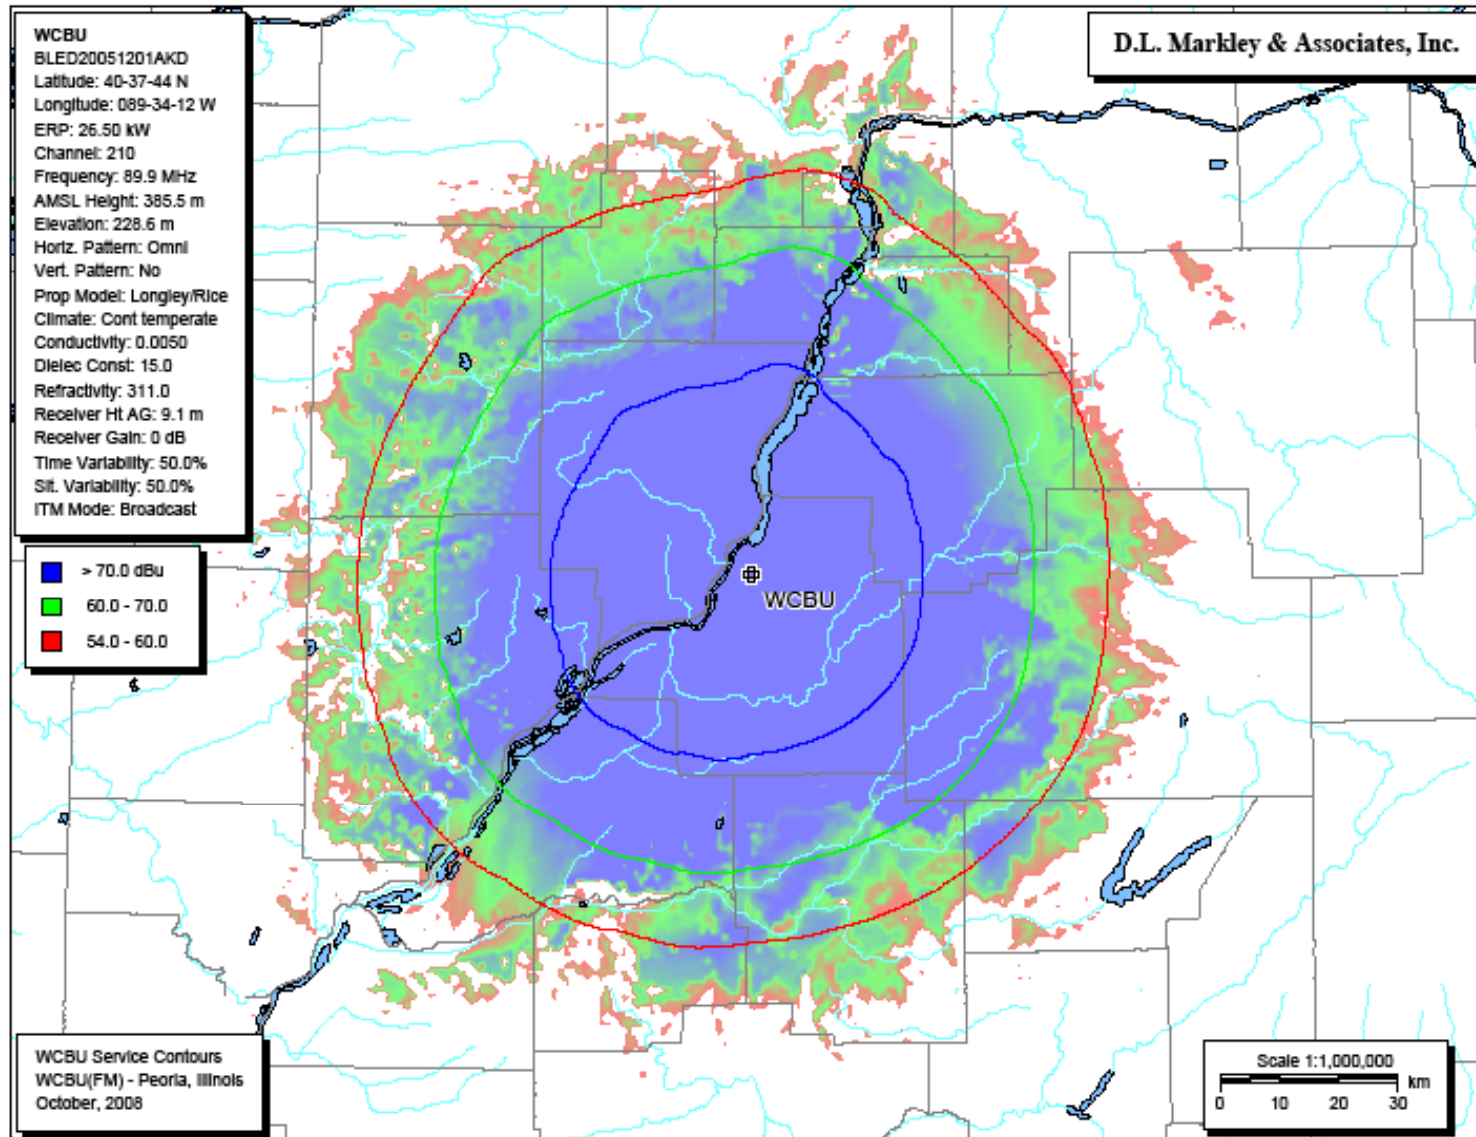 WCBU
BLED20051201AKD
Latitude: 40-37-44 N
Longitude: 089-34-12 W
ERP: 26.50 kW
Channel: 210
Frequency: 89.9 MHz
AMSL Height: 385.5 m
Elevation: 228.6 m
Horiz. Pattern: Omni
Vert. Pattern: No
Prop Model: Longley/Rice
Climate: Cont temperate
Conductivity: 0.0050
Dielec Const: 15.0
Refractivity: 311.0
Receiver Ht AG: 9.1 m
Receiver Gain: 0 dB
Time Variability: 50.0%
Sit. Variability: 50.0%
ITM Mode: Broadcast
D.L. Markley & Associates, Inc.
> 70.0 dBu
60.0 - 70.0
54.0 - 60.0
WCBU
WCBU Service Contours
WCBU(FM) - Peoria, Illinois
October, 2008
Scale 1:1,000,000
km
0 10 20 30